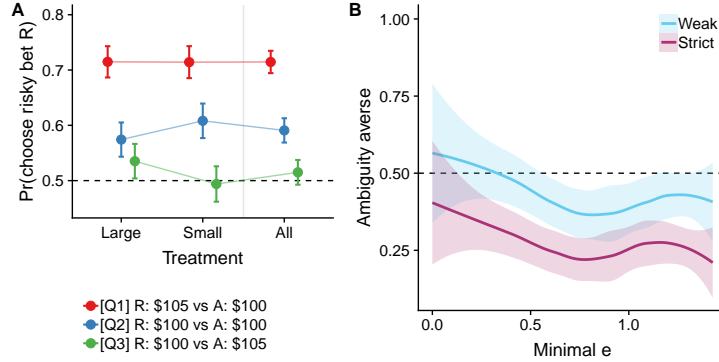 A
Pr(choose risky bet R)
0.8
0.7
0.6
0.5
Large
Small
All
Treatment
[Q1] R: $105 vs A: $100
[Q2] R: $100 vs A: $100
[Q3] R: $100 vs A: $105
B
Ambiguity averse
1.00
0.75
0.50
0.25
0.0
0.5
1.0
Minimal e
Weak
Strict